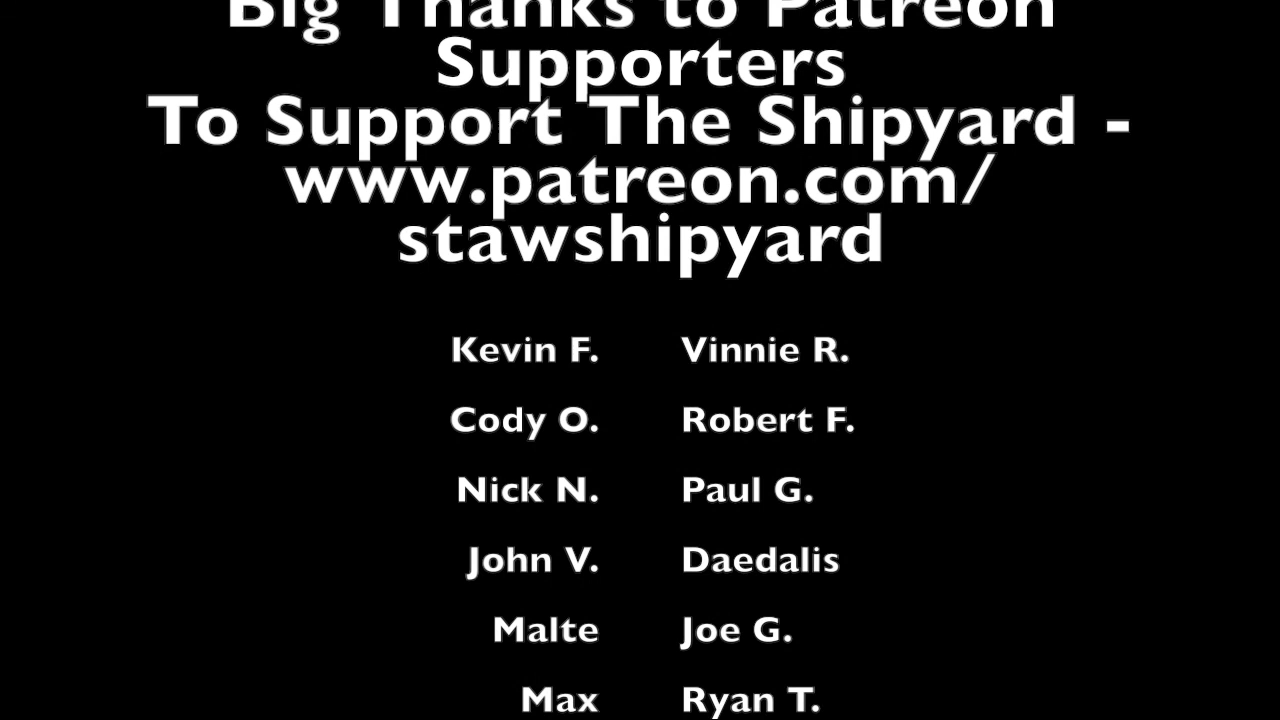 Big Thanks to Patreon
Supporters
To Support The Shipyard -
www.patreon.com/
stawshipyard
Kevin F. Vinnie R.
Cody O. Robert F.
Nick N. Paul G.
John V. Daedalis
Malte Joe G.
Max Ryan T.